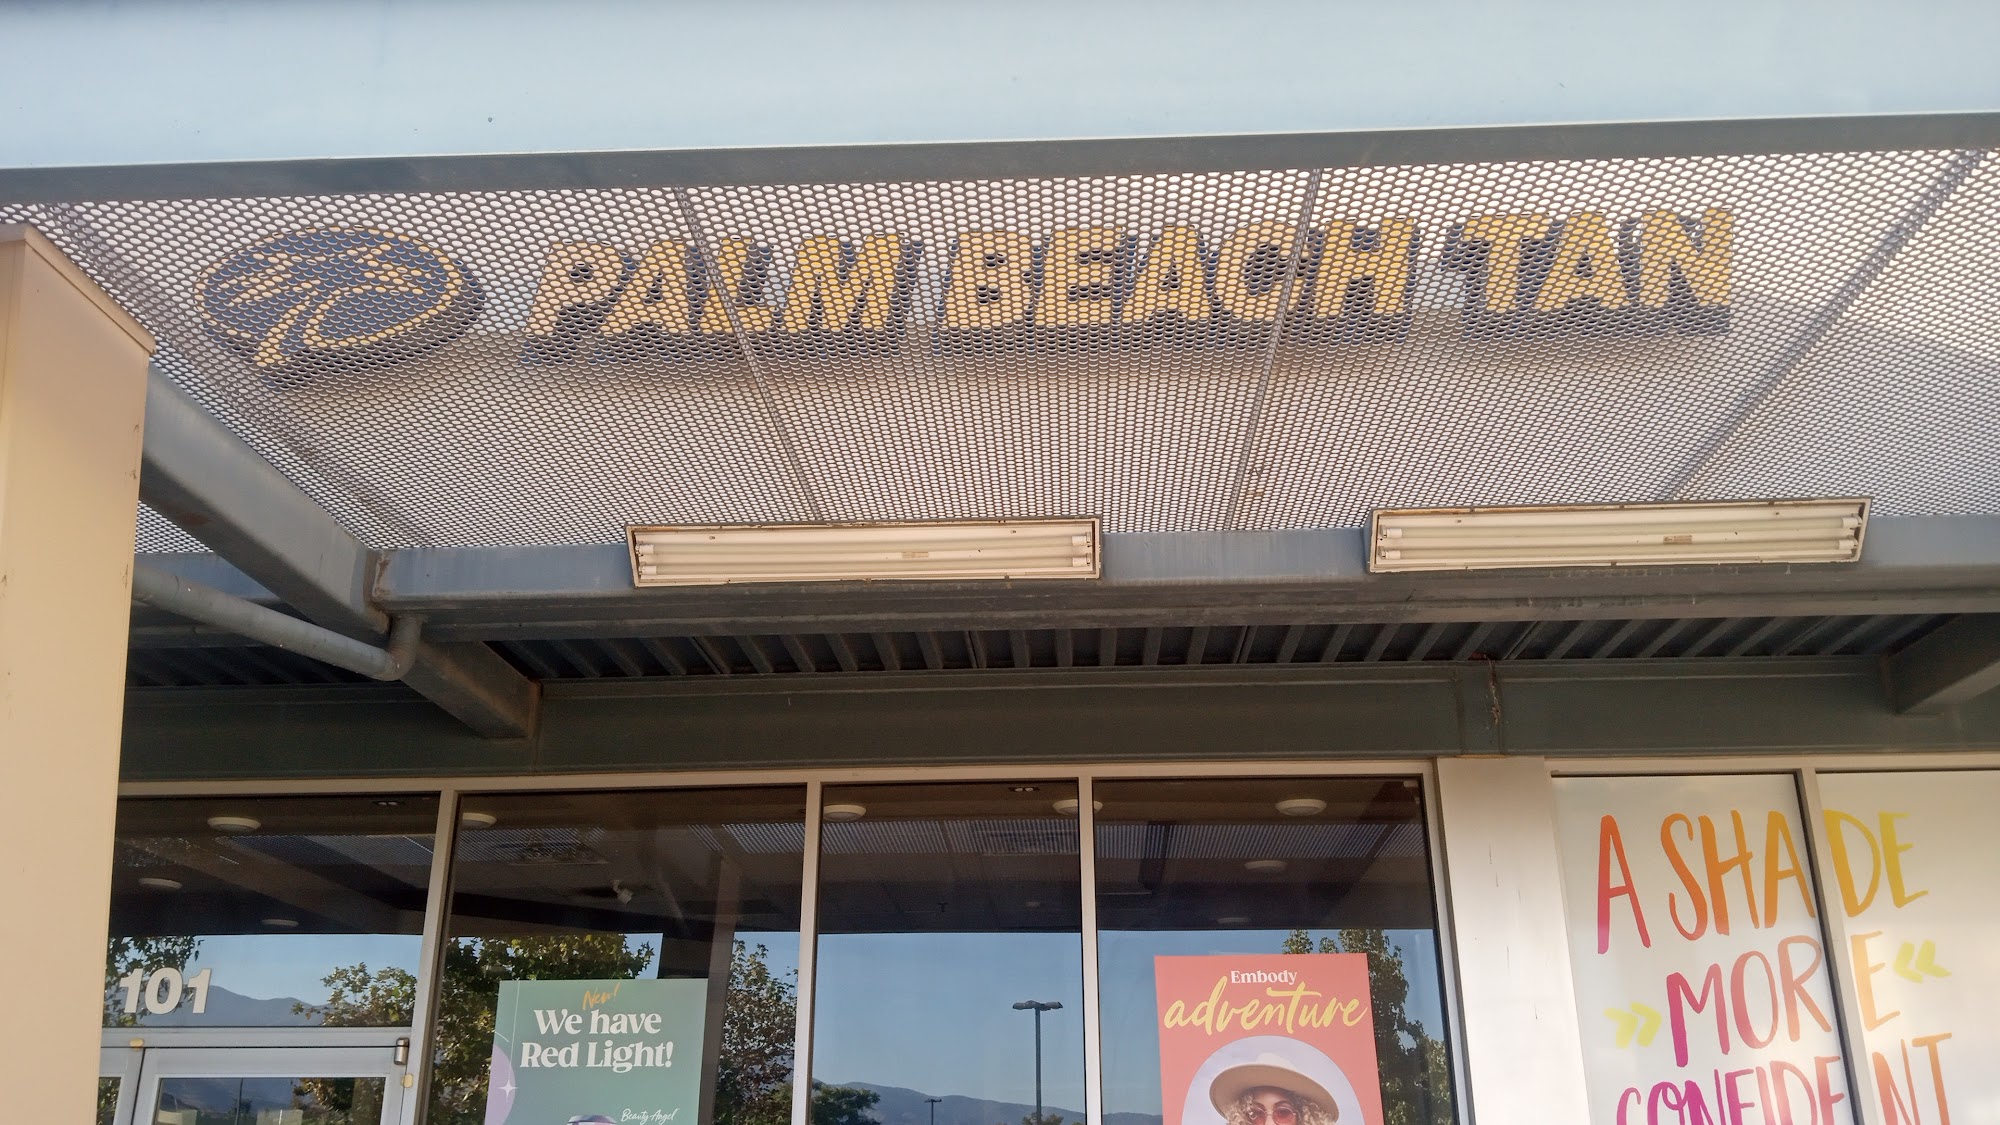 PALM BEACH TAN
101
New!
We have
Red Light!
Beauty Angel
Embody
adventure
A SHADE
»MORE«
CONFIDENT